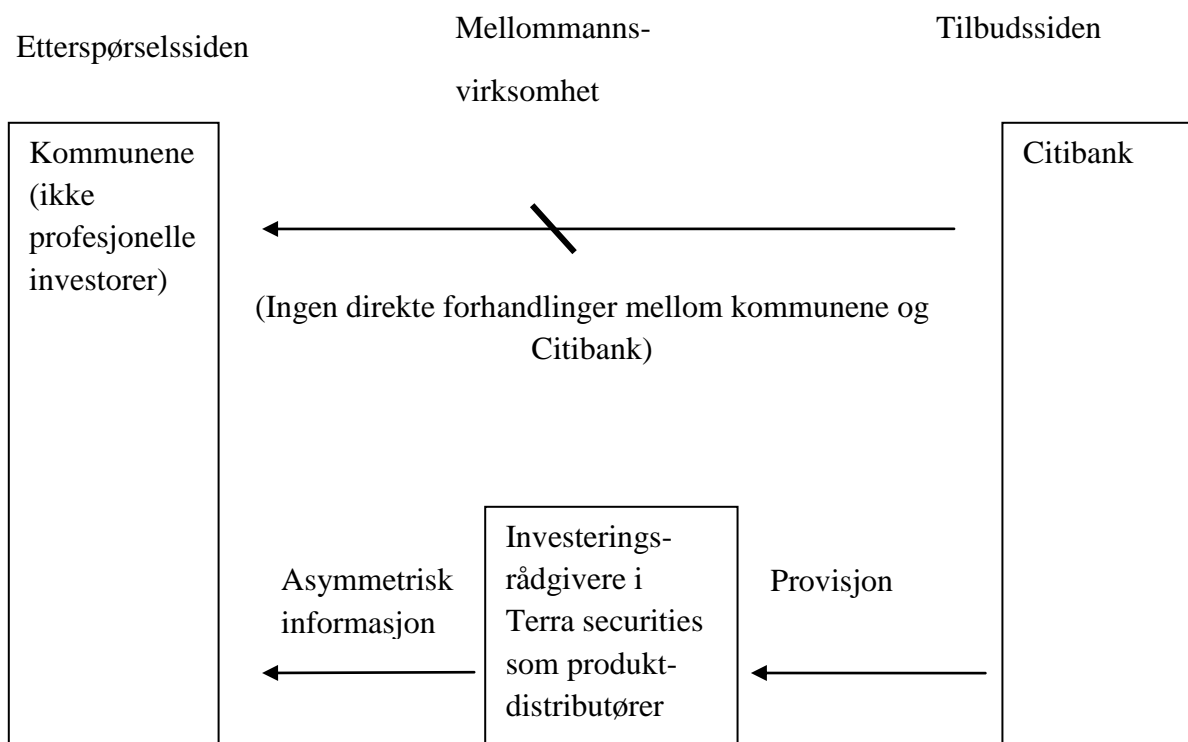 Etterspørselssiden
Mellommanns-
virksomhet
Tilbudssiden
Kommunene
(ikke
profesjonelle
investorer)
Citibank
(Ingen direkte forhandlinger mellom kommunene og
Citibank)
Asymmetrisk
informasjon
Investerings-
rådgivere i
Terra securities
som produkt-
distributører
Provisjon